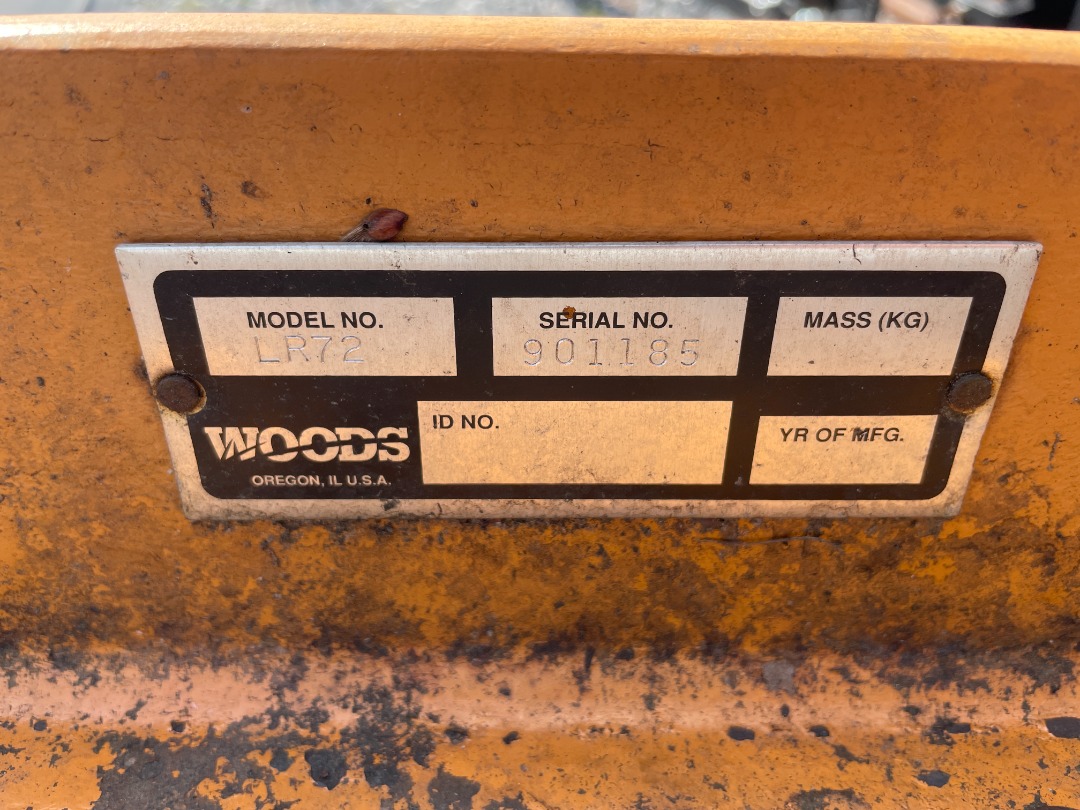 MODEL NO.
LR72
SERIAL NO.
901185
MASS (KG)
WOODS
OREGON, IL U.S.A.
ID NO.
YR OF MFG.